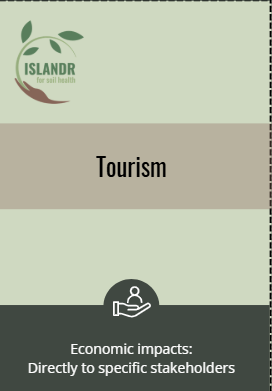 ISLANDR
for soil health
Tourism
Economic impacts:
Directly to specific stakeholders